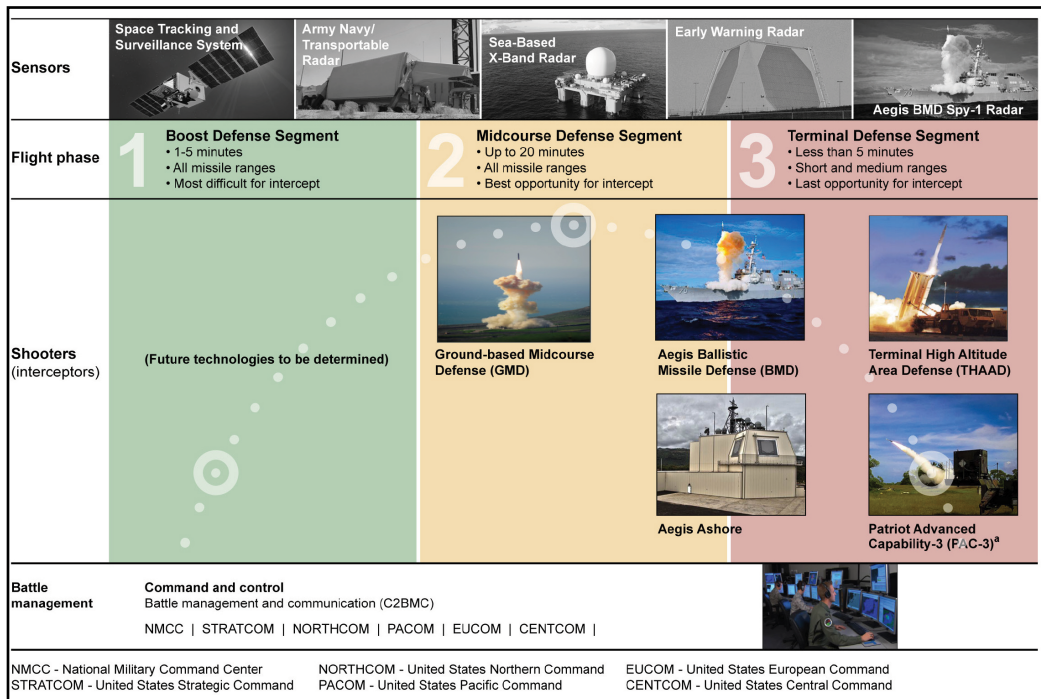 Sensors
Space Tracking and
Surveillance System
Army Navy/
Transportable
Radar
Sea-Based
X-Band Radar
Early Warning Radar
Aegis BMD Spy-1 Radar
Flight phase
1
Boost Defense Segment
• 1-5 minutes
• All missile ranges
• Most difficult for intercept
2
Midcourse Defense Segment
• Up to 20 minutes
• All missile ranges
• Best opportunity for intercept
3
Terminal Defense Segment
• Less than 5 minutes
• Short and medium ranges
• Last opportunity for intercept
Shooters
(interceptors)
(Future technologies to be determined)
Ground-based Midcourse
Defense (GMD)
Aegis Ballistic
Missile Defense (BMD)
Terminal High Altitude
Area Defense (THAAD)
Aegis Ashore
Patriot Advanced
Capability-3 (PAC-3)a
Battle
management
Command and control
Battle management and communication (C2BMC)
NMCC | STRATCOM | NORTHCOM | PACOM | EUCOM | CENTCOM |
NMCC - National Military Command Center
STRATCOM - United States Strategic Command
NORTHCOM - United States Northern Command
PACOM - United States Pacific Command
EUCOM - United States European Command
CENTCOM - United States Central Command